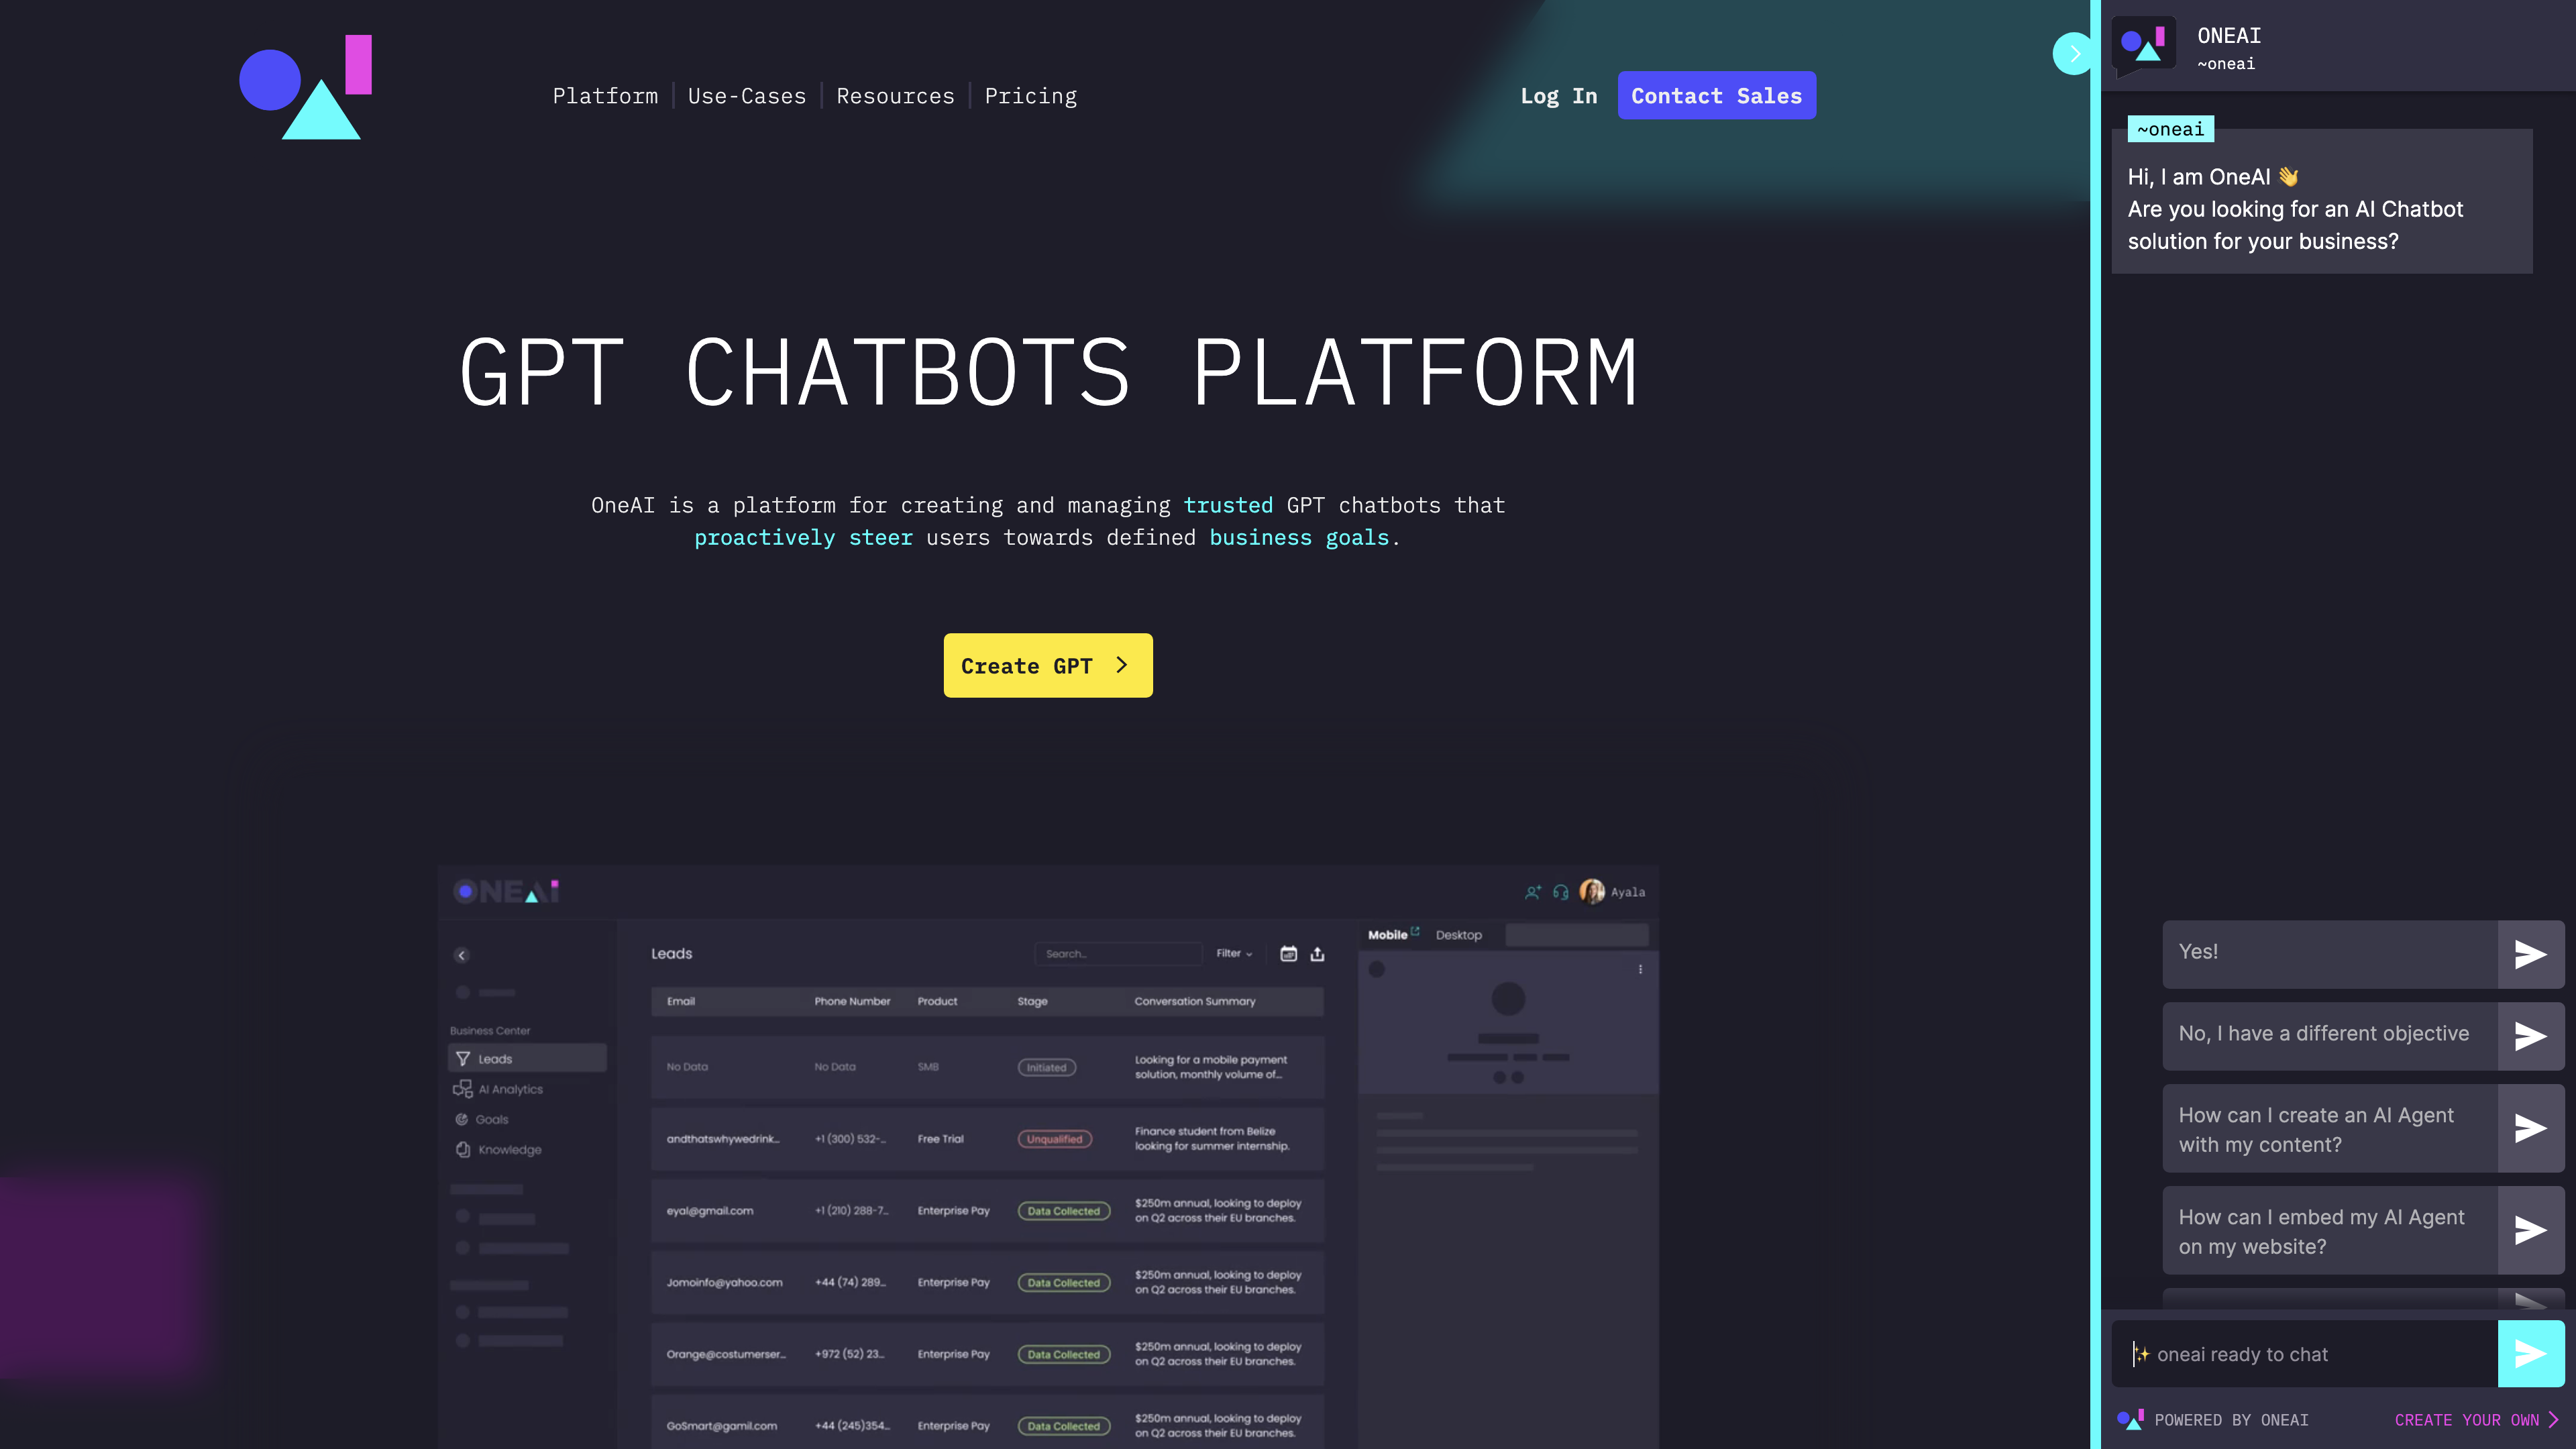 Platform
Use-Cases
Resources
Pricing
Log In
Contact Sales
GPT CHATBOTS PLATFORM
OneAI is a platform for creating and managing trusted GPT chatbots that
proactively steer users towards defined business goals.
Create GPT
ONEAi
Ayala
Business Center
Leads
AI Analytics
Goals
Knowledge
Leads
Search...
Filter
Email Phone Number Product Stage Conversation Summary
No Data No Data SMB Initiated Looking for a mobile payment
solution, monthly volume of...
andthatswhywedrink... +1 (300) 532-... Free Trial Unqualified Finance student from Belize
looking for summer internship.
eyal@gmail.com +1 (210) 288-7... Enterprise Pay Data Collected $250m annual, looking to deploy
on Q2 across their EU branches.
Jomoinfo@yahoo.com +44 (74) 289... Enterprise Pay Data Collected $250m annual, looking to deploy
on Q2 across their EU branches.
Orange@costumerser... +972 (52) 23... Enterprise Pay Data Collected $250m annual, looking to deploy
on Q2 across their EU branches.
GoSmart@gamil.com +44 (245)354... Enterprise Pay Data Collected $250m annual, looking to deploy
on Q2 across their EU branches.
Mobile Desktop
ONEAI
~oneai
~oneai
Hi, I am OneAI 👋
Are you looking for an AI Chatbot
solution for your business?
Yes!
No, I have a different objective
How can I create an AI Agent
with my content?
How can I embed my AI Agent
on my website?
✨ oneai ready to chat
POWERED BY ONEAI
CREATE YOUR OWN